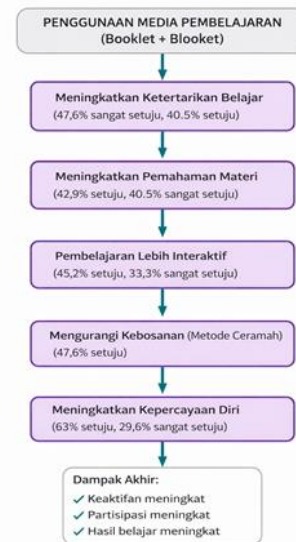 PENGGUNAAN MEDIA PEMBELAJARAN
(Booklet + Blooket)
Meningkatkan Ketertarikan Belajar
(47,6% sangat setuju, 40.5% setuju)
Meningkatkan Pemahaman Materi
(42,9% setuju, 40.5% sangat setuju)
Pembelajaran Lebih Interaktif
(45,2% setuju, 33,3% sangat setuju)
Mengurangi Kebosanan (Metode Ceramah)
(47,6% setuju)
Meningkatkan Kepercayaan Diri
(63% setuju, 29,6% sangat setuju)
Dampak Akhir:
✓ Keaktifan meningkat
✓ Partisipasi meningkat
✓ Hasil belajar meningkat